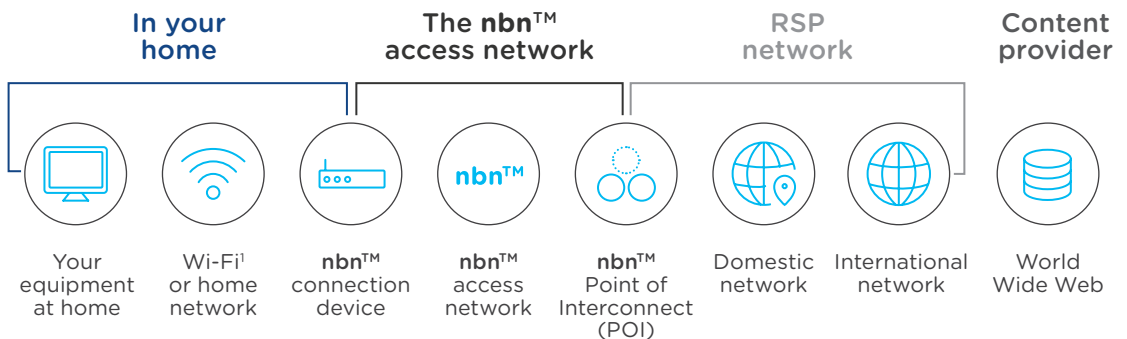 In your
home
The nbn™
access network
RSP
network
Content
provider
nbn™
Your
equipment
at home
Wi-Fi¹
or home
network
nbn™
connection
device
nbn™
access
network
nbn™
Point of
Interconnect
(POI)
Domestic
network
International
network
World
Wide Web